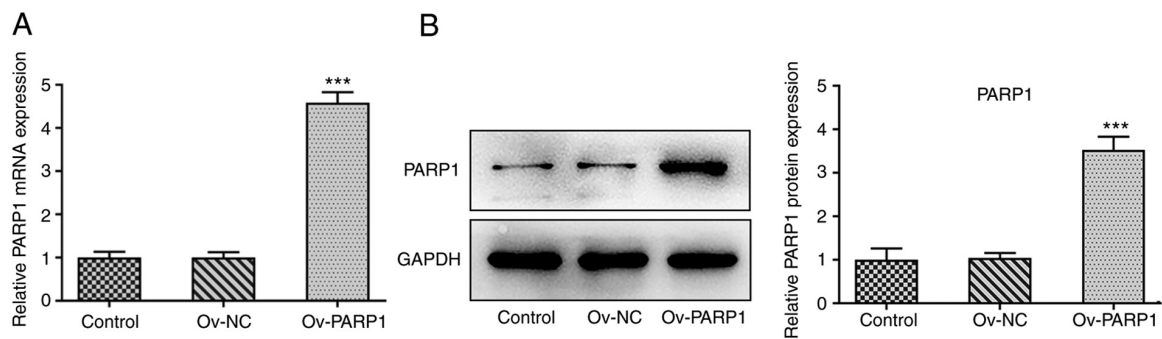 A
Relative PARP1 mRNA expression
5
4
3
2
1
0
***
Control
Ov-NC
Ov-PARP1
B
PARP1
GAPDH
Control
Ov-NC
Ov-PARP1
Relative PARP1 protein expression
PARP1
5
4
3
2
1
0
***
Control
Ov-NC
Ov-PARP1